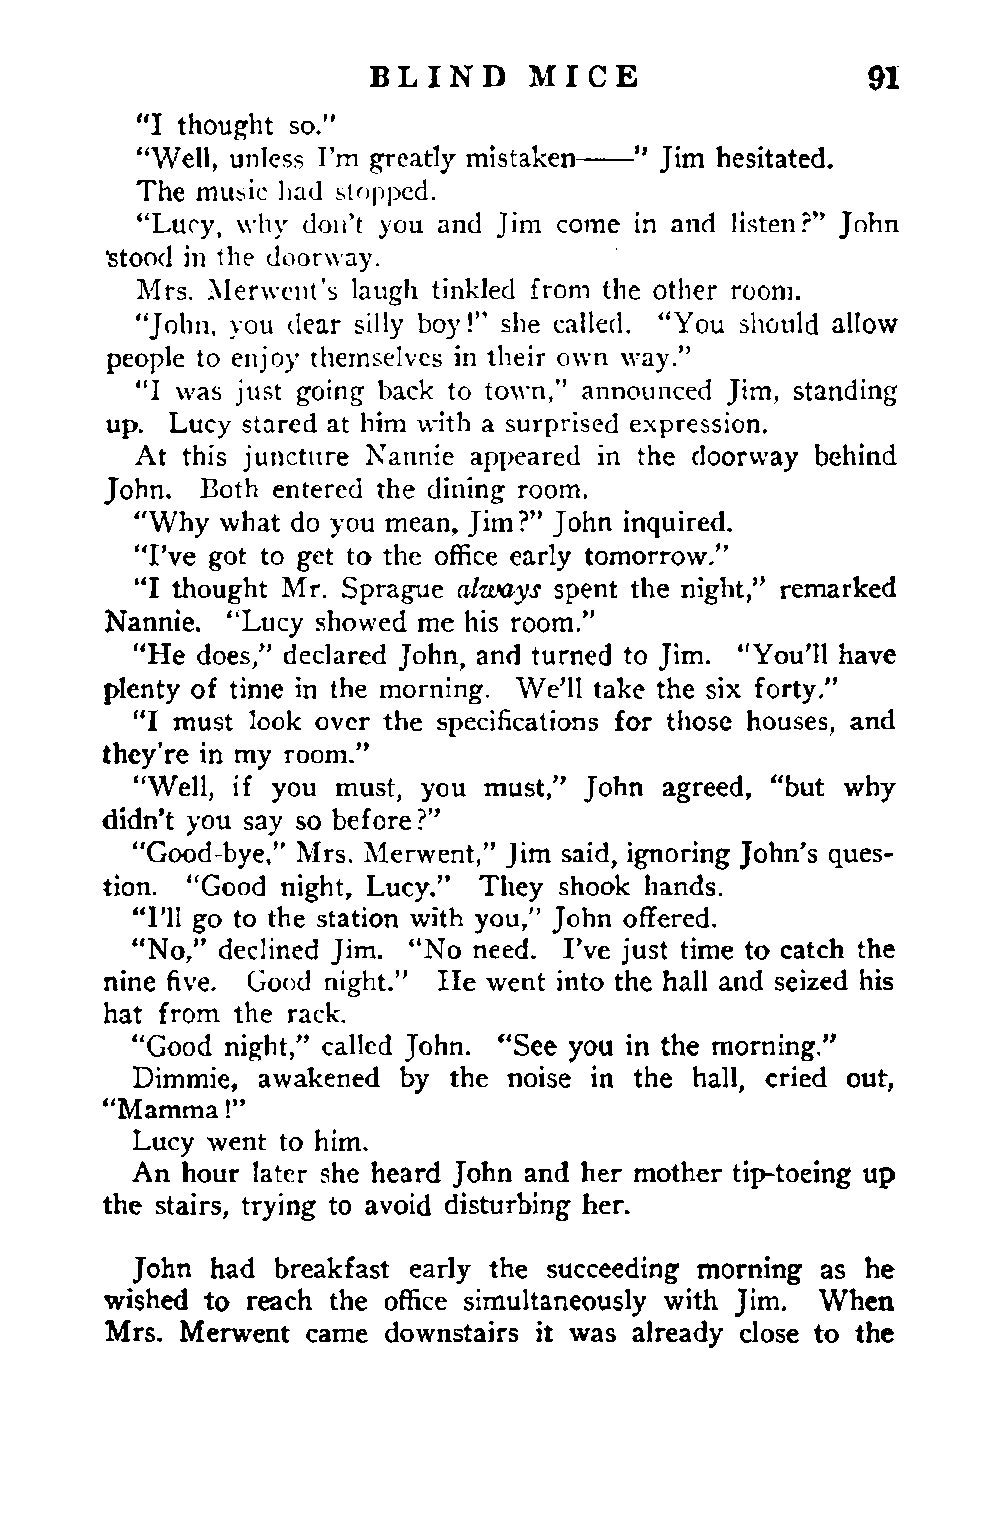 BLIND MICE 91
“I thought so.”
“Well, unless I’m greatly mistaken——” Jim hesitated.
The music had stopped.
“Lucy, why don’t you and Jim come in and listen?” John
stood in the doorway.
Mrs. Merwent’s laugh tinkled from the other room.
“John, you dear silly boy!” she called. “You should allow
people to enjoy themselves in their own way.”
“I was just going back to town,” announced Jim, standing
up. Lucy stared at him with a surprised expression.
At this juncture Nannie appeared in the doorway behind
John. Both entered the dining room.
“Why what do you mean, Jim?” John inquired.
“I’ve got to get to the office early tomorrow.”
“I thought Mr. Sprague always spent the night,” remarked
Nannie. “Lucy showed me his room.”
“He does,” declared John, and turned to Jim. “You’ll have
plenty of time in the morning. We’ll take the six forty.”
“I must look over the specifications for those houses, and
they’re in my room.”
“Well, if you must, you must,” John agreed, “but why
didn’t you say so before?”
“Good-bye,” Mrs. Merwent,” Jim said, ignoring John’s ques-
tion. “Good night, Lucy.” They shook hands.
“I’ll go to the station with you,” John offered.
“No,” declined Jim. “No need. I’ve just time to catch the
nine five. Good night.” He went into the hall and seized his
hat from the rack.
“Good night,” called John. “See you in the morning.”
Dimmie, awakened by the noise in the hall, cried out,
“Mamma!”
Lucy went to him.
An hour later she heard John and her mother tip-toeing up
the stairs, trying to avoid disturbing her.
John had breakfast early the succeeding morning as he
wished to reach the office simultaneously with Jim. When
Mrs. Merwent came downstairs it was already close to the